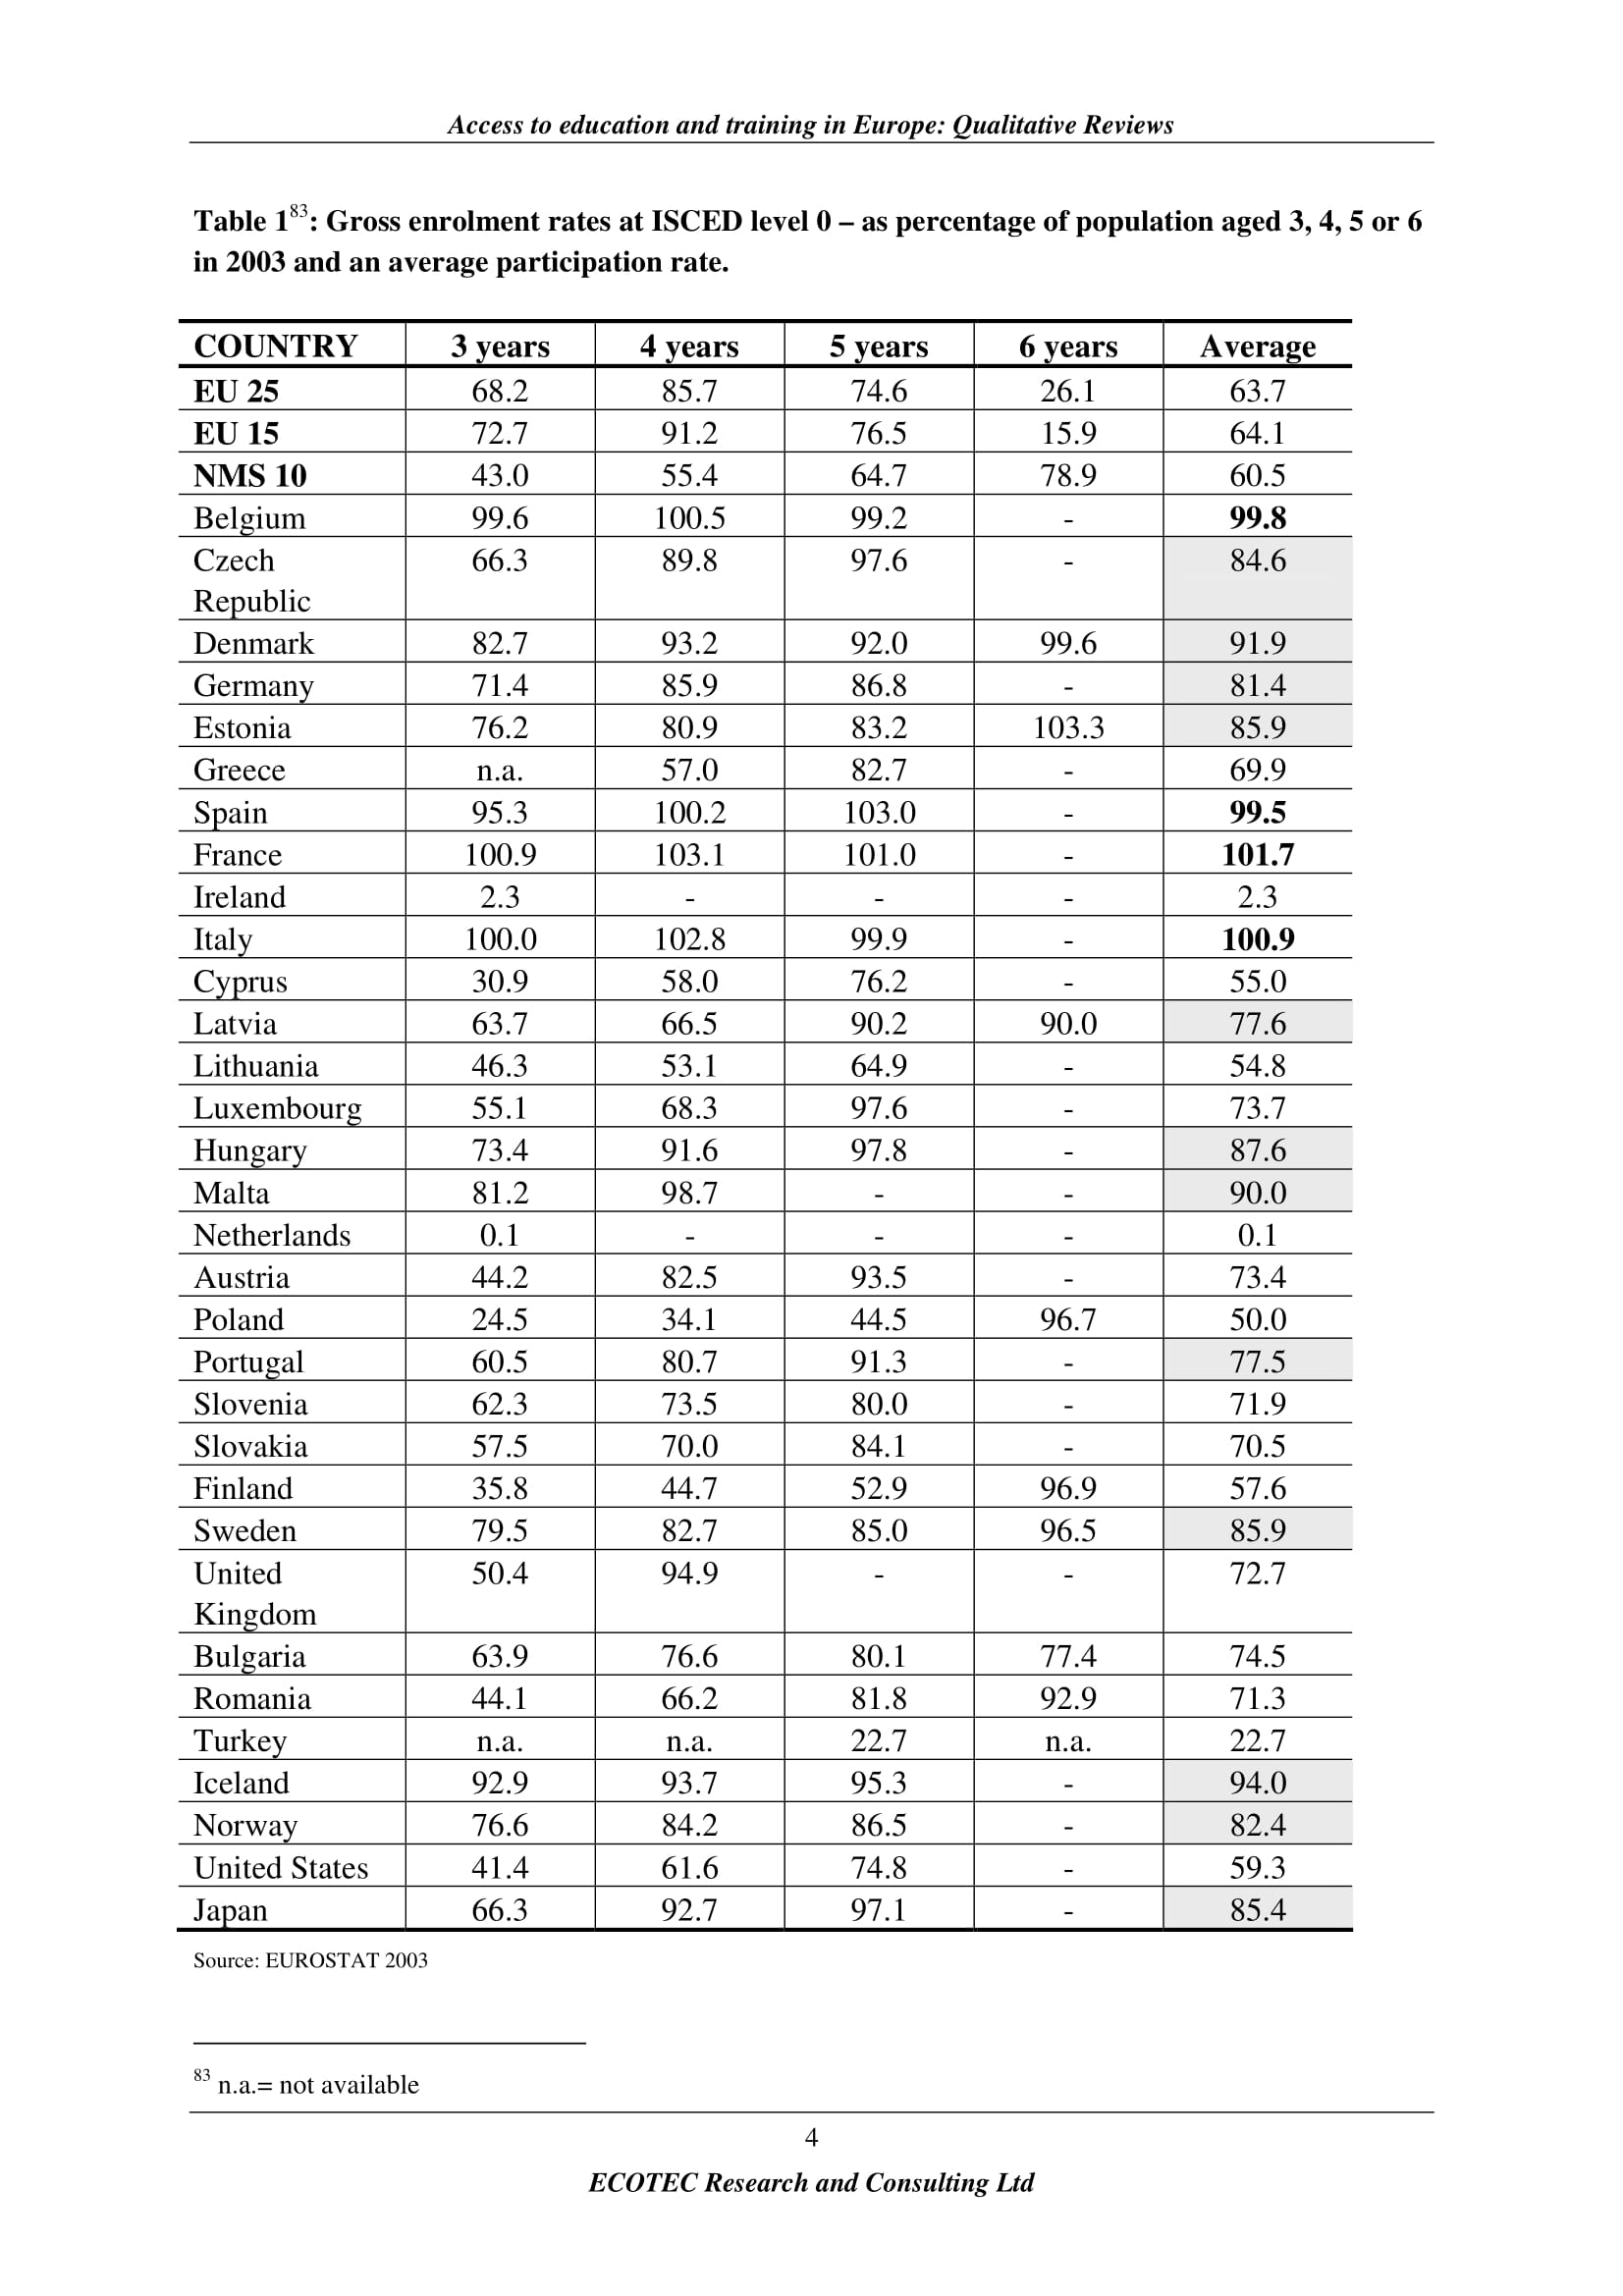 Access to education and training in Europe: Qualitative Reviews
Table 183: Gross enrolment rates at ISCED level 0 – as percentage of population aged 3, 4, 5 or 6
in 2003 and an average participation rate.
COUNTRY 3 years 4 years 5 years 6 years Average
EU 25 68.2 85.7 74.6 26.1 63.7
EU 15 72.7 91.2 76.5 15.9 64.1
NMS 10 43.0 55.4 64.7 78.9 60.5
Belgium 99.6 100.5 99.2 - 99.8
Czech 66.3 89.8 97.6 - 84.6
Republic
Denmark 82.7 93.2 92.0 99.6 91.9
Germany 71.4 85.9 86.8 - 81.4
Estonia 76.2 80.9 83.2 103.3 85.9
Greece n.a. 57.0 82.7 - 69.9
Spain 95.3 100.2 103.0 - 99.5
France 100.9 103.1 101.0 - 101.7
Ireland 2.3 - - - 2.3
Italy 100.0 102.8 99.9 - 100.9
Cyprus 30.9 58.0 76.2 - 55.0
Latvia 63.7 66.5 90.2 90.0 77.6
Lithuania 46.3 53.1 64.9 - 54.8
Luxembourg 55.1 68.3 97.6 - 73.7
Hungary 73.4 91.6 97.8 - 87.6
Malta 81.2 98.7 - - 90.0
Netherlands 0.1 - - - 0.1
Austria 44.2 82.5 93.5 - 73.4
Poland 24.5 34.1 44.5 96.7 50.0
Portugal 60.5 80.7 91.3 - 77.5
Slovenia 62.3 73.5 80.0 - 71.9
Slovakia 57.5 70.0 84.1 - 70.5
Finland 35.8 44.7 52.9 96.9 57.6
Sweden 79.5 82.7 85.0 96.5 85.9
United 50.4 94.9 - - 72.7
Kingdom
Bulgaria 63.9 76.6 80.1 77.4 74.5
Romania 44.1 66.2 81.8 92.9 71.3
Turkey n.a. n.a. 22.7 n.a. 22.7
Iceland 92.9 93.7 95.3 - 94.0
Norway 76.6 84.2 86.5 - 82.4
United States 41.4 61.6 74.8 - 59.3
Japan 66.3 92.7 97.1 - 85.4
Source: EUROSTAT 2003
83 n.a.= not available
4
ECOTEC Research and Consulting Ltd